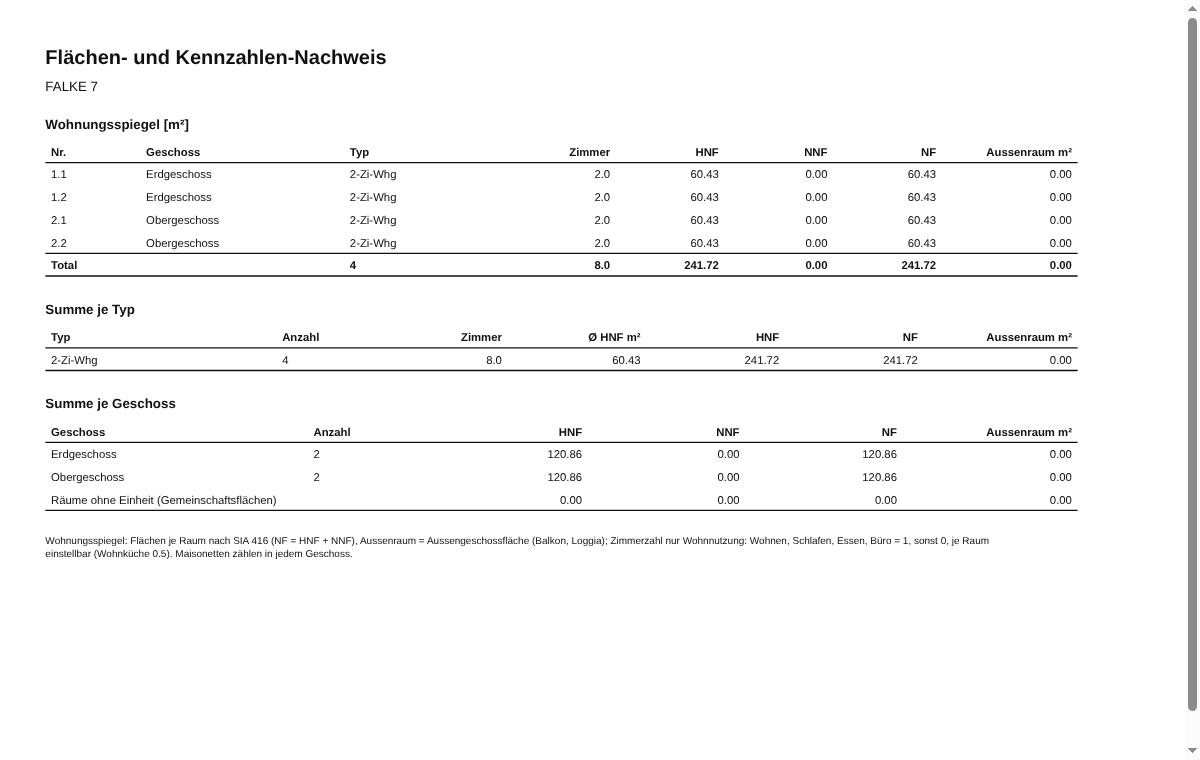 Flächen- und Kennzahlen-Nachweis
FALKE 7
Wohnungsspiegel [m²]
Nr. Geschoss Typ Zimmer HNF NNF NF Aussenraum m²
1.1 Erdgeschoss 2-Zi-Whg 2.0 60.43 0.00 60.43 0.00
1.2 Erdgeschoss 2-Zi-Whg 2.0 60.43 0.00 60.43 0.00
2.1 Obergeschoss 2-Zi-Whg 2.0 60.43 0.00 60.43 0.00
2.2 Obergeschoss 2-Zi-Whg 2.0 60.43 0.00 60.43 0.00
Total 4 8.0 241.72 0.00 241.72 0.00
Summe je Typ
Typ Anzahl Zimmer Ø HNF m² HNF NF Aussenraum m²
2-Zi-Whg 4 8.0 60.43 241.72 241.72 0.00
Summe je Geschoss
Geschoss Anzahl HNF NNF NF Aussenraum m²
Erdgeschoss 2 120.86 0.00 120.86 0.00
Obergeschoss 2 120.86 0.00 120.86 0.00
Räume ohne Einheit (Gemeinschaftsflächen) 0.00 0.00 0.00 0.00
Wohnungsspiegel: Flächen je Raum nach SIA 416 (NF = HNF + NNF), Aussenraum = Aussengeschossfläche (Balkon, Loggia); Zimmerzahl nur Wohnnutzung: Wohnen, Schlafen, Essen, Büro = 1, sonst 0, je Raum
einstellbar (Wohnküche 0.5). Maisonetten zählen in jedem Geschoss.